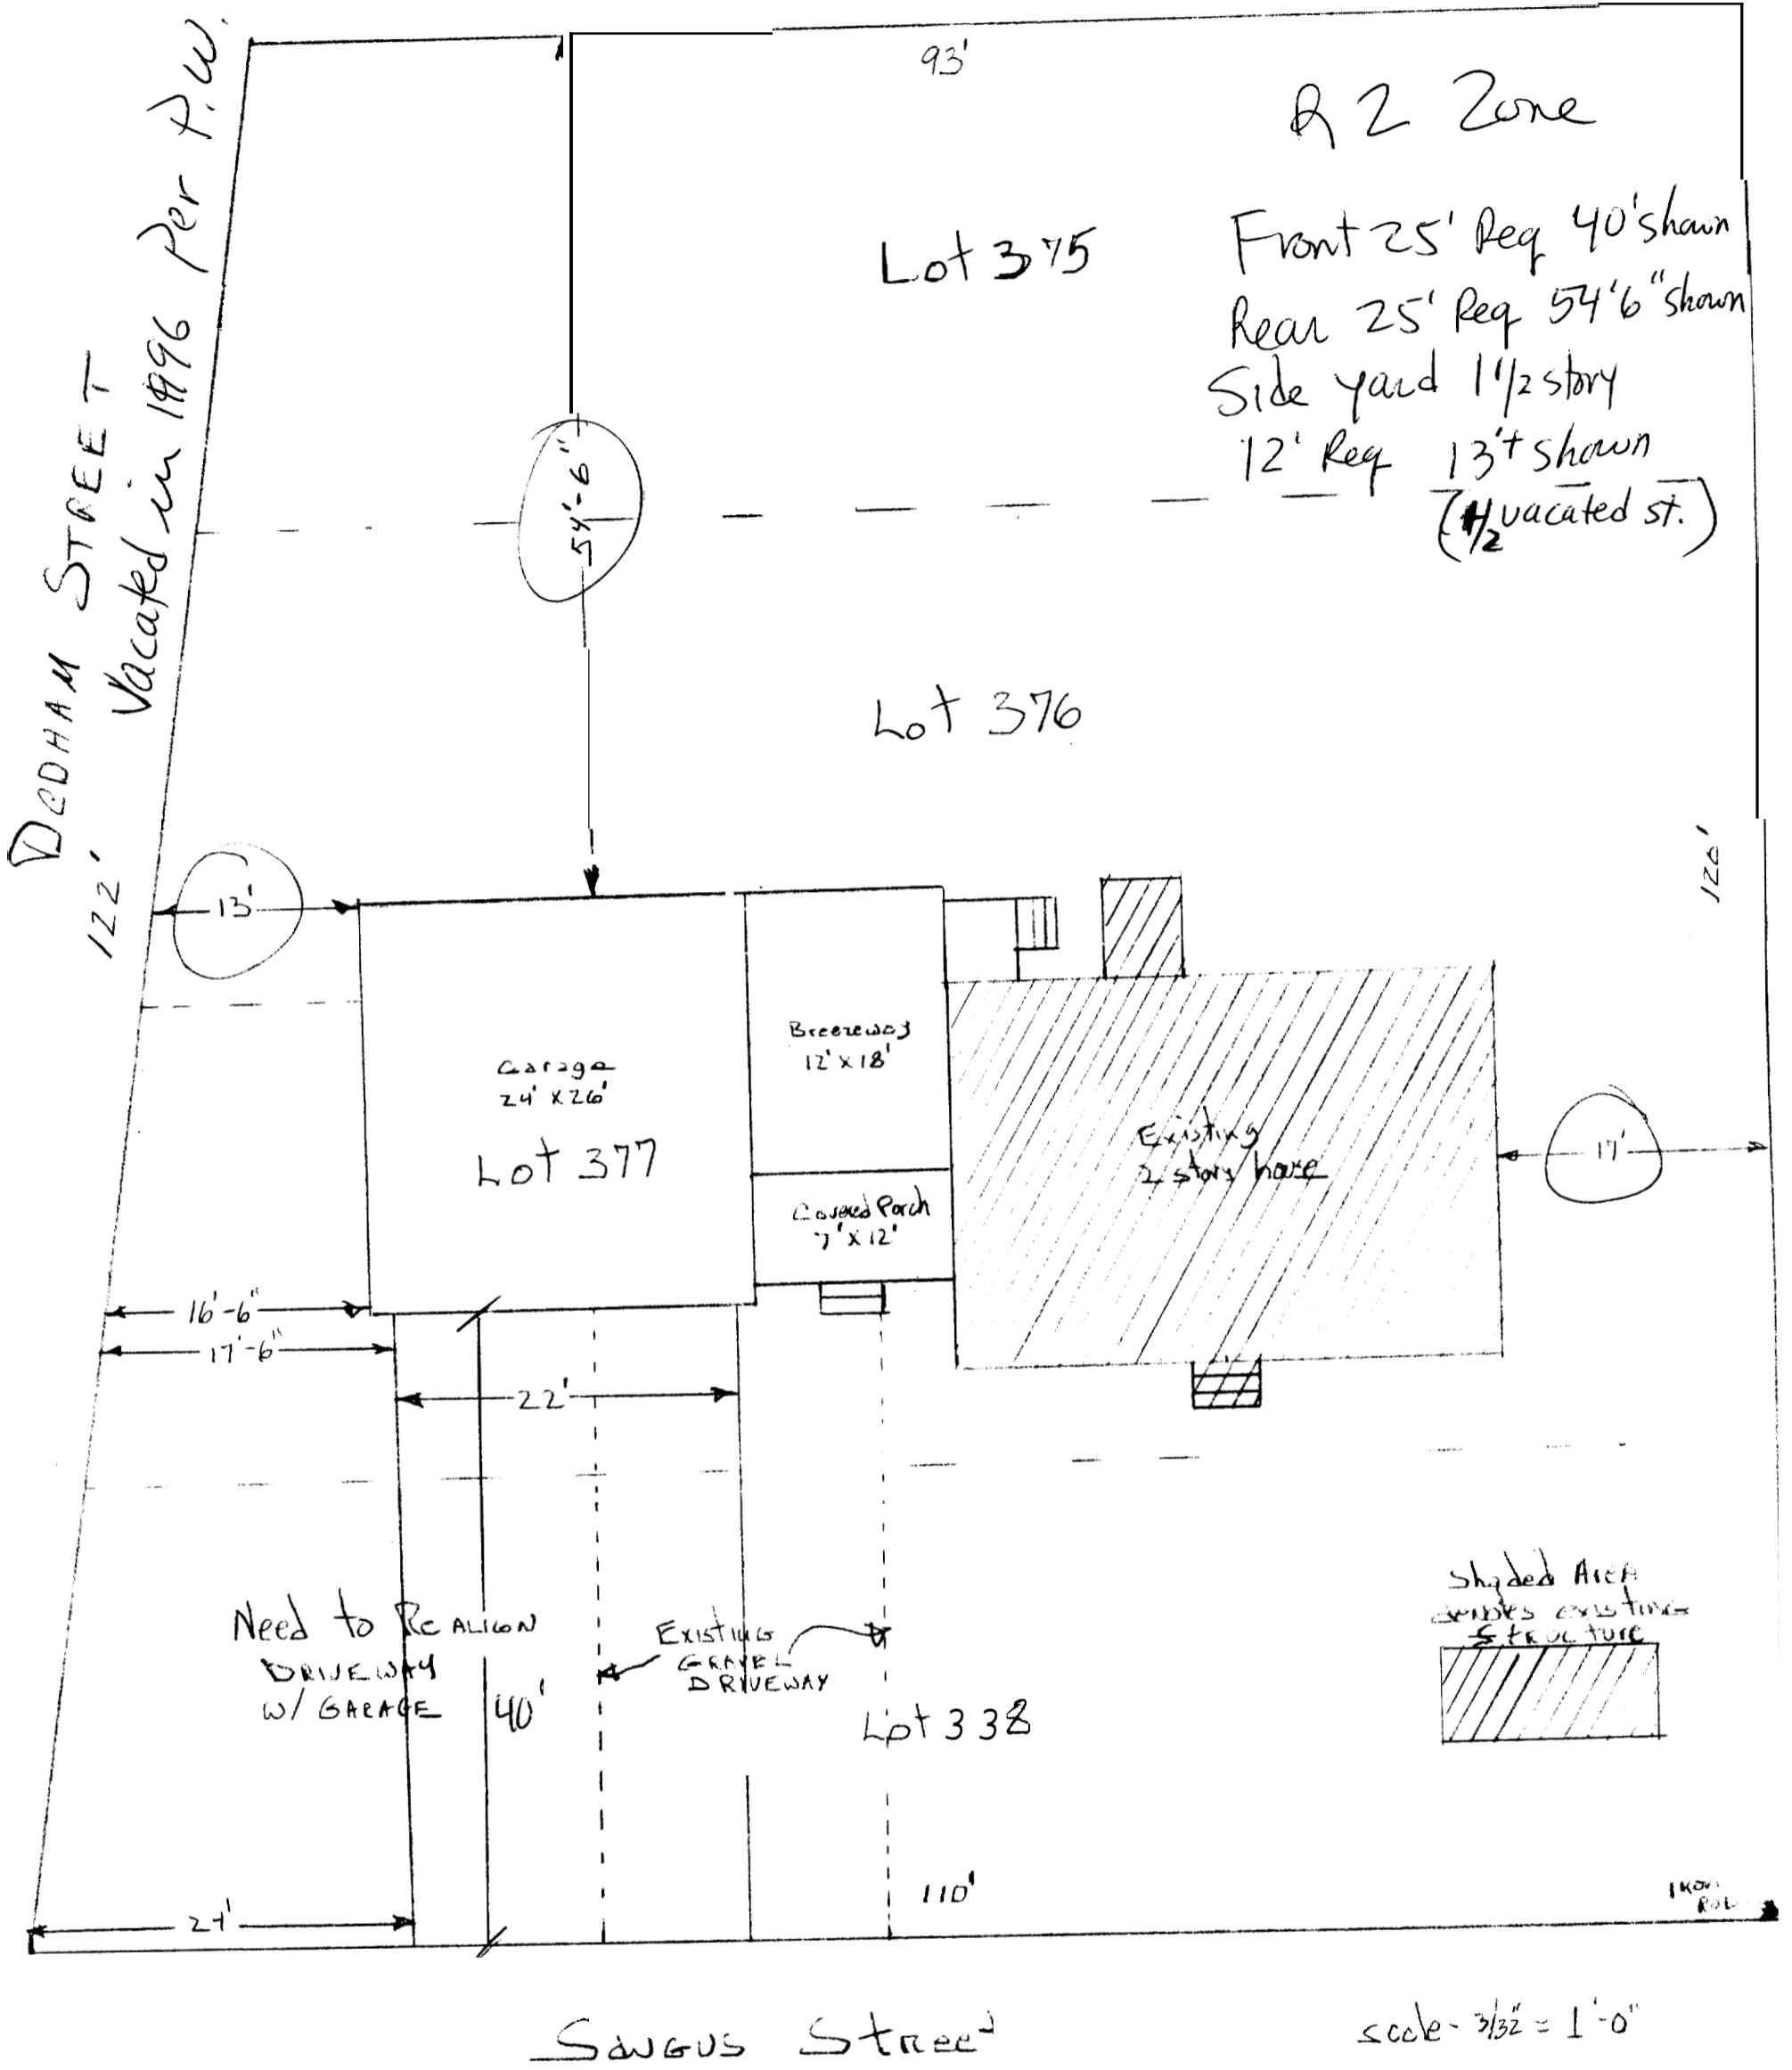 93'
R 2 Zone
Lot 375
Front 25' Req 40' shown
Rear 25' Req 54'6" shown
Side yard 1 1/2 story
12' Req 13'+ shown
(1/2 vacated st.)
DEDHAM STREET
Vacated in 1996 Per P.W.
122'
54'-6"
Lot 376
120'
13'
Garage
24' x 26'
Lot 377
Breezeway
12' x 18'
Covered Porch
7' x 12'
Existing
2 story house
17'
16'-6"
17'-6"
22'
Need to ReALIGN
DRIVEWAY
W/ GARAGE
40'
EXISTING
GRAVEL
DRIVEWAY
Lot 338
Shaded AreA
denotes existing
Structure
110'
IRON
ROD
24'
SAUGUS Street
scale - 3/32" = 1'-0"